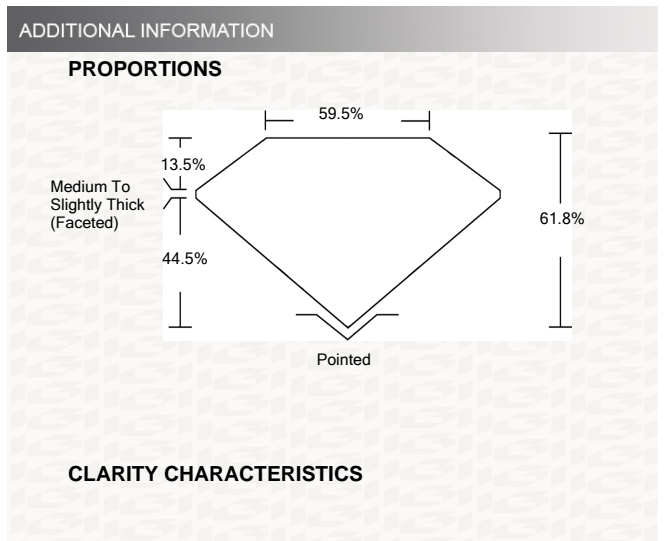 ADDITIONAL INFORMATION
PROPORTIONS
59.5%
13.5%
Medium To
Slightly Thick
(Faceted)
61.8%
44.5%
Pointed
CLARITY CHARACTERISTICS